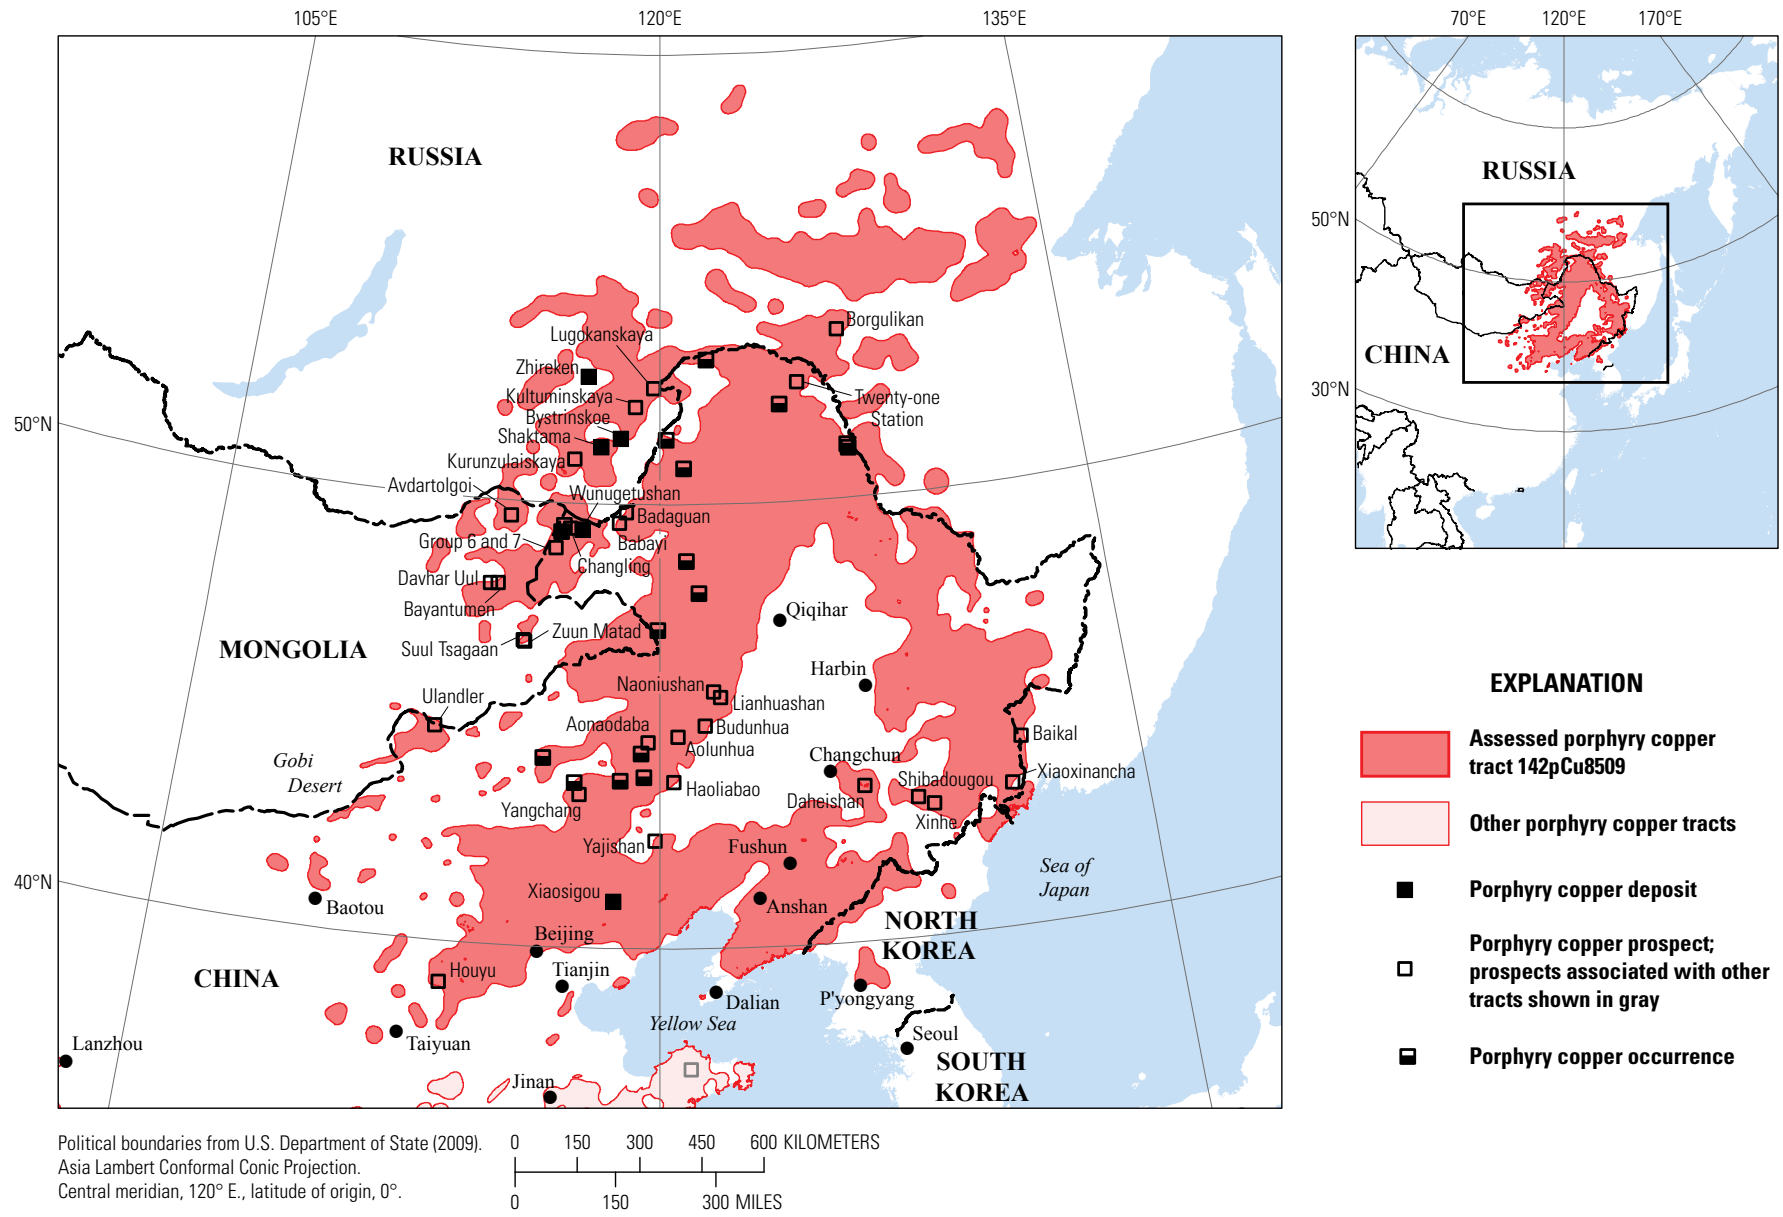 105°E
120°E
135°E
70°E
120°E
170°E
RUSSIA
RUSSIA
50°N
CHINA
30°N
Borgulikan
Lugokanskaya
Zhireken
Kultuminskaya
Bystrinskoe
Twenty-one
Station
50°N
Shaktama
Kurunzulaiskaya
Avdartolgoi
Wunugetushan
Badaguan
Group 6 and 7
Babayi
Changling
Davhar Uul
Bayantumen
Qiqihar
Zuun Matad
MONGOLIA
Suul Tsagaan
Harbin
Naoniushan
Ulandler
Lianhuashan
Aonaodaba
Budunhua
Baikal
Aolunhua
Gobi
Desert
Changchun
Shibadougou
Xiaoxinancha
Haoliabao
Daheishan
Yangchang
Xinhe
Yajishan
Fushun
Sea of
Japan
40°N
Xiaosigou
Baotou
Anshan
NORTH
KOREA
Beijing
Houyu
Tianjin
CHINA
Dalian
P'yongyang
Yellow Sea
Seoul
Taiyuan
Lanzhou
SOUTH
KOREA
Jinan
EXPLANATION
Assessed porphyry copper
tract 142pCu8509
Other porphyry copper tracts
Porphyry copper deposit
Porphyry copper prospect;
prospects associated with other
tracts shown in gray
Porphyry copper occurrence
Political boundaries from U.S. Department of State (2009).
Asia Lambert Conformal Conic Projection.
Central meridian, 120° E., latitude of origin, 0°.
0 150 300 450 600 KILOMETERS
0 150 300 MILES